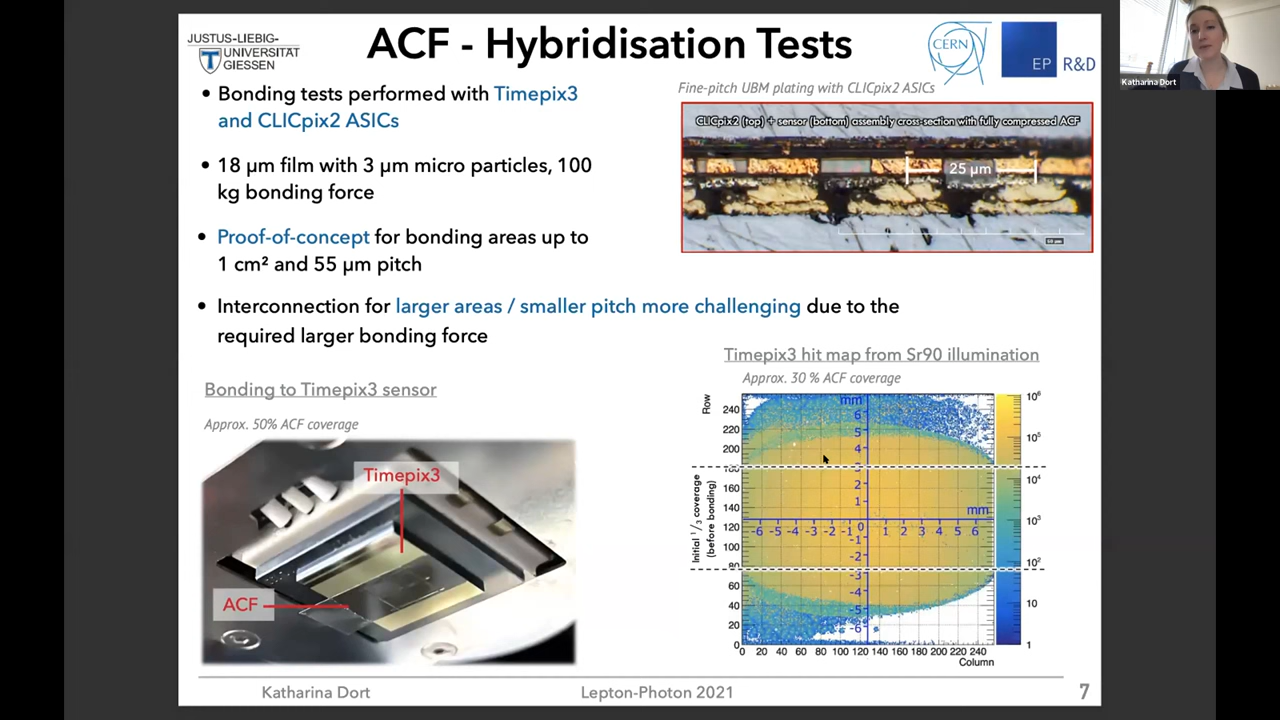 JUSTUS-LIEBIG-
UNIVERSITÄT
GIESSEN
ACF - Hybridisation Tests
CERN
EP R&D
Katharina Dort
• Bonding tests performed with Timepix3
and CLICpix2 ASICs
• 18 µm film with 3 µm micro particles, 100
kg bonding force
• Proof-of-concept for bonding areas up to
1 cm² and 55 µm pitch
• Interconnection for larger areas / smaller pitch more challenging due to the
required larger bonding force
Fine-pitch UBM plating with CLICpix2 ASICs
CLICpix2 (top) + sensor (bottom) assembly cross-section with fully compressed ACF
25 µm
50 µm
Bonding to Timepix3 sensor
Approx. 50% ACF coverage
Timepix3
ACF
Timepix3 hit map from Sr90 illumination
Approx. 30 % ACF coverage
Row
240
220
200
180
160
140
120
100
80
60
40
20
0
Initial 1/3 coverage
(before bonding)
mm
6
5
4
3
2
1
mm
-6 -5 -4 -3 -2 -1 0 1 2 3 4 5 6
-1
-2
-3
-4
-5
-6
0 20 40 60 80 100 120 140 160 180 200 220 240
Column
10⁶
10⁵
10⁴
10³
10²
10
1
Katharina Dort
Lepton-Photon 2021
7